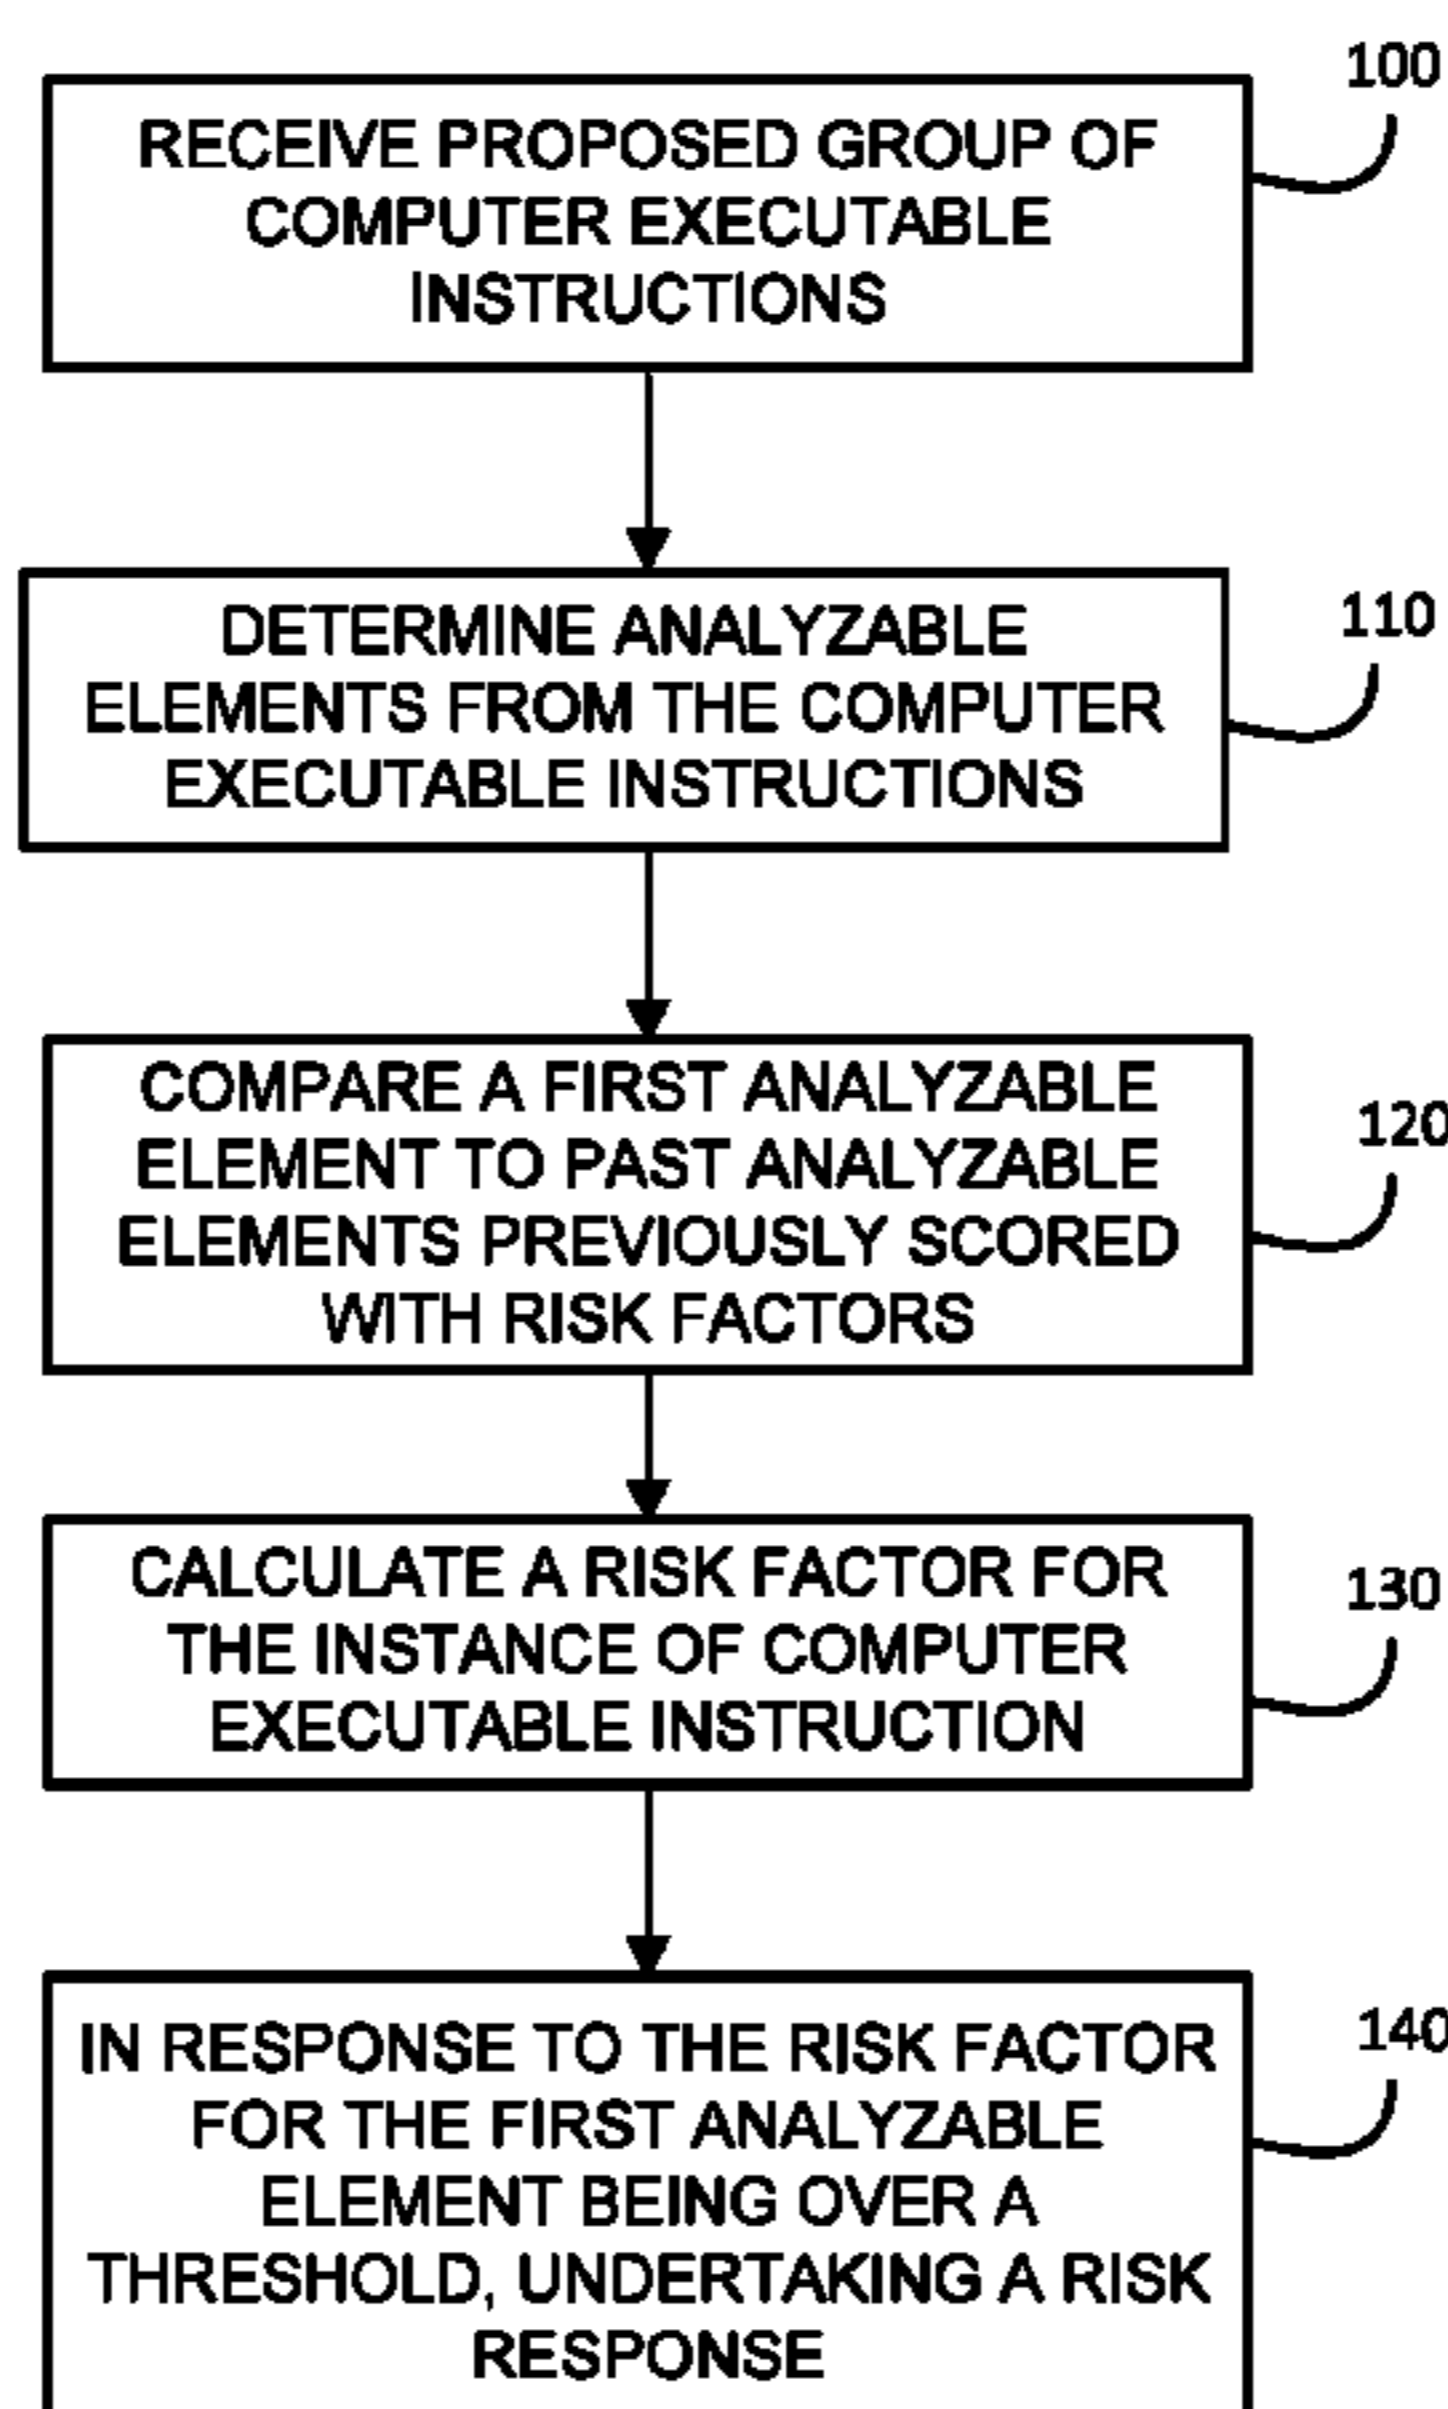 100
RECEIVE PROPOSED GROUP OF
COMPUTER EXECUTABLE
INSTRUCTIONS
110
DETERMINE ANALYZABLE
ELEMENTS FROM THE COMPUTER
EXECUTABLE INSTRUCTIONS
120
COMPARE A FIRST ANALYZABLE
ELEMENT TO PAST ANALYZABLE
ELEMENTS PREVIOUSLY SCORED
WITH RISK FACTORS
130
CALCULATE A RISK FACTOR FOR
THE INSTANCE OF COMPUTER
EXECUTABLE INSTRUCTION
140
IN RESPONSE TO THE RISK FACTOR
FOR THE FIRST ANALYZABLE
ELEMENT BEING OVER A
THRESHOLD, UNDERTAKING A RISK
RESPONSE